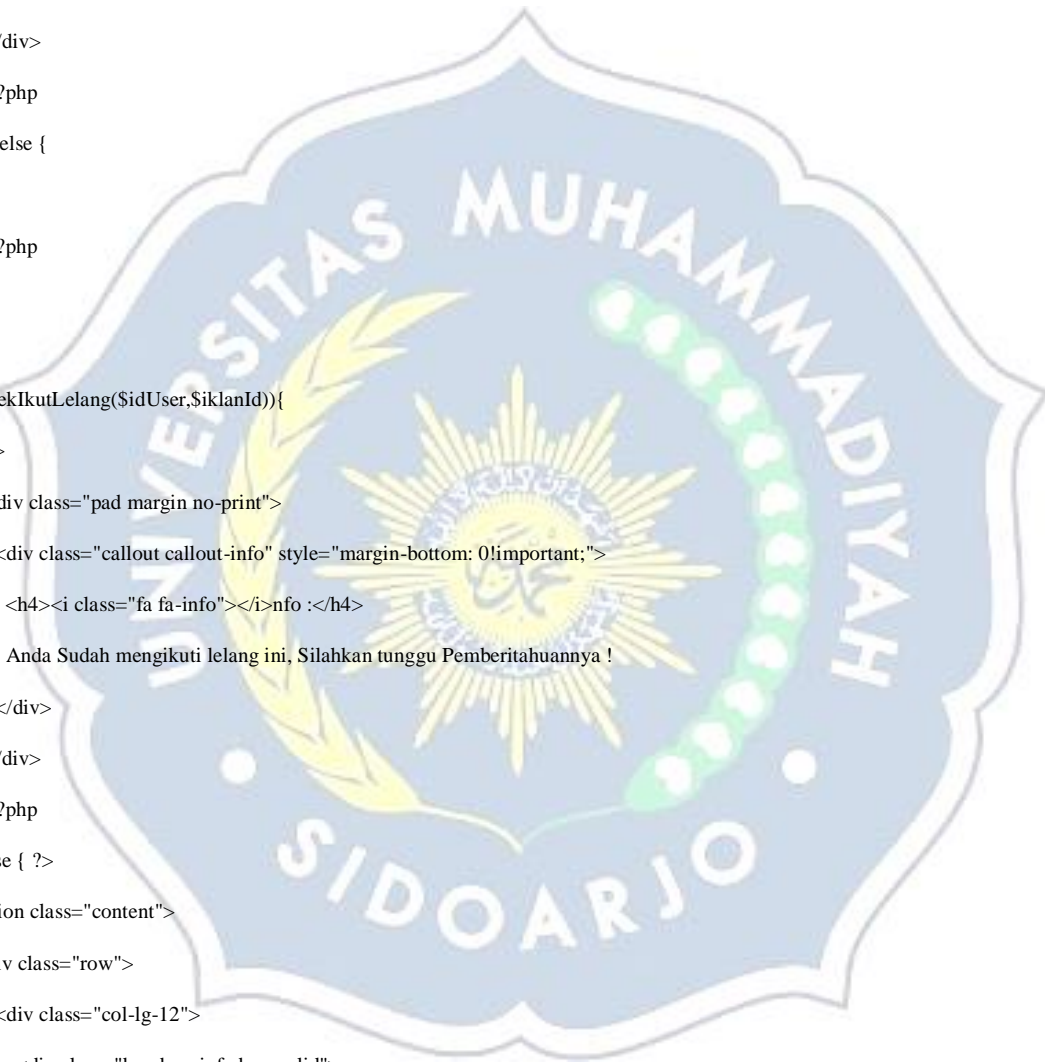 /div>
?php
else {
?php
ekIkutLelang($idUser,$iklanId)){
>
div class="pad margin no-print">
<div class="callout callout-info" style="margin-bottom: 0!important;">
<h4><i class="fa fa-info"></i>nfo :</h4>
Anda Sudah mengikuti lelang ini, Silahkan tunggu Pemberitahuannya !
</div>
/div>
?php
se { ?>
ion class="content">
iv class="row">
<div class="col-lg-12">
UNIVERSITAS MUHAMMADIYAH
SIDOARJO